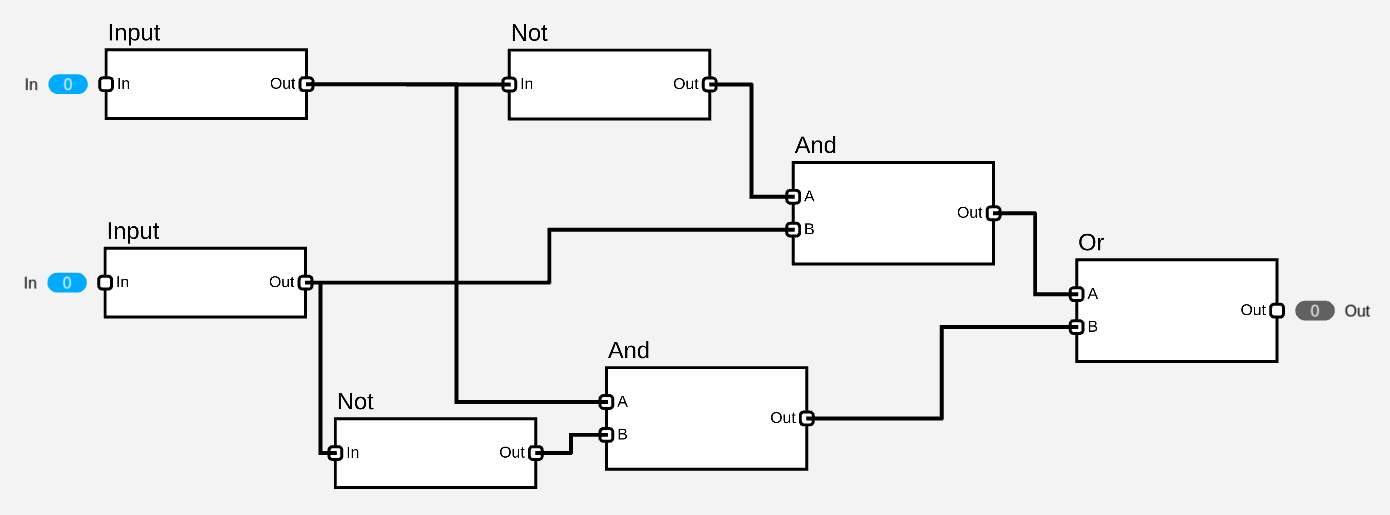 Input
In 0 In Out
Not
In Out
And
A
B
Out
Input
In 0 In Out
Or
A
B
Out 0 Out
And
A
B
Out
Not
In Out